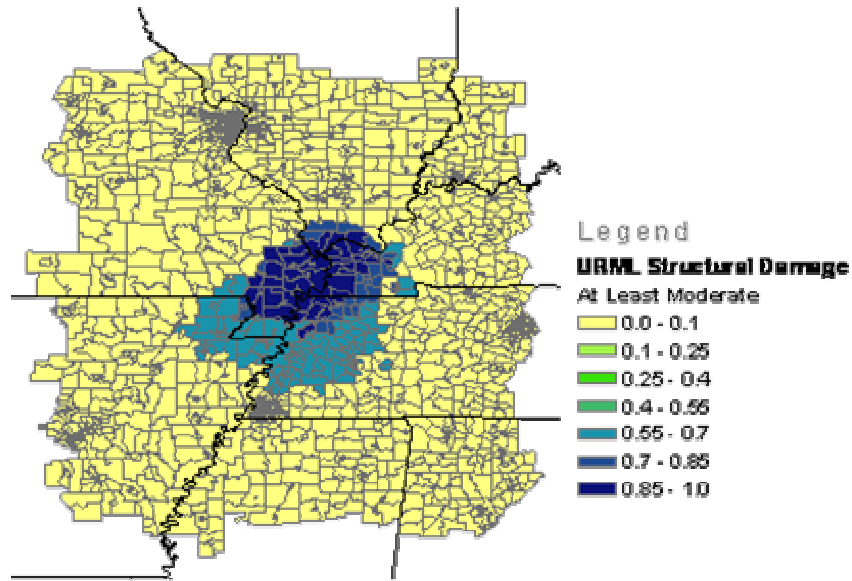 Legend
URML Structural Damage
At Least Moderate
0.0 - 0.1
0.1 - 0.25
0.25 - 0.4
0.4 - 0.55
0.55 - 0.7
0.7 - 0.85
0.85 - 1.0